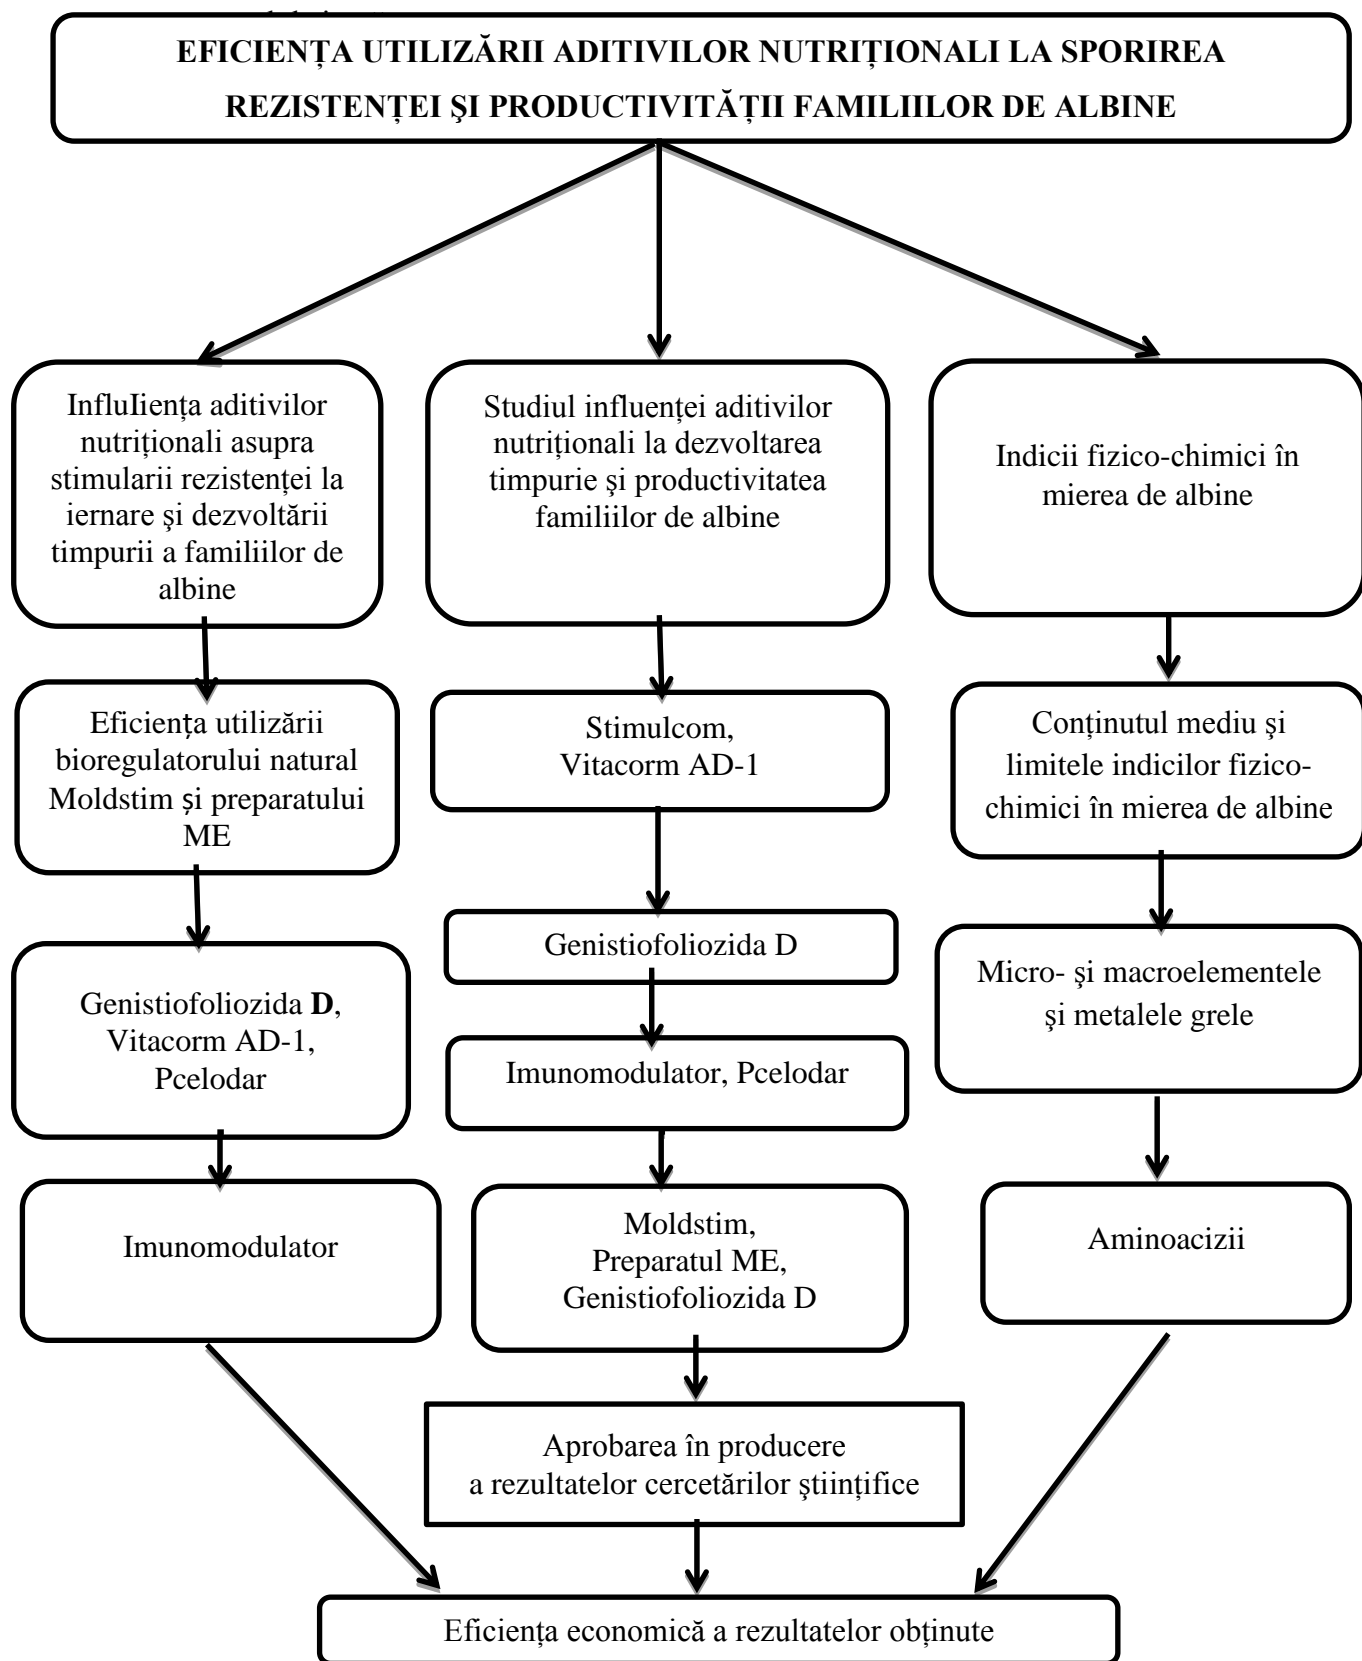 EFICIENȚA UTILIZĂRII ADITIVILOR NUTRIȚIONALI LA SPORIREA
REZISTENȚEI ŞI PRODUCTIVITĂȚII FAMILIILOR DE ALBINE
InfluIiența aditivilor
nutriționali asupra
stimularii rezistenței la
iernare şi dezvoltării
timpurii a familiilor de
albine
Studiul influenței aditivilor
nutriționali la dezvoltarea
timpurie şi productivitatea
familiilor de albine
Indicii fizico-chimici în
mierea de albine
Eficiența utilizării
bioregulatorului natural
Moldstim și preparatului
ME
Stimulcom,
Vitacorm AD-1
Conținutul mediu şi
limitele indicilor fizico-
chimici în mierea de albine
Genistiofoliozida D,
Vitacorm AD-1,
Pcelodar
Genistiofoliozida D
Micro- şi macroelementele
şi metalele grele
Imunomodulator, Pcelodar
Imunomodulator
Moldstim,
Preparatul ME,
Genistiofoliozida D
Aminoacizii
Aprobarea în producere
a rezultatelor cercetărilor ştiințifice
Eficiența economică a rezultatelor obținute